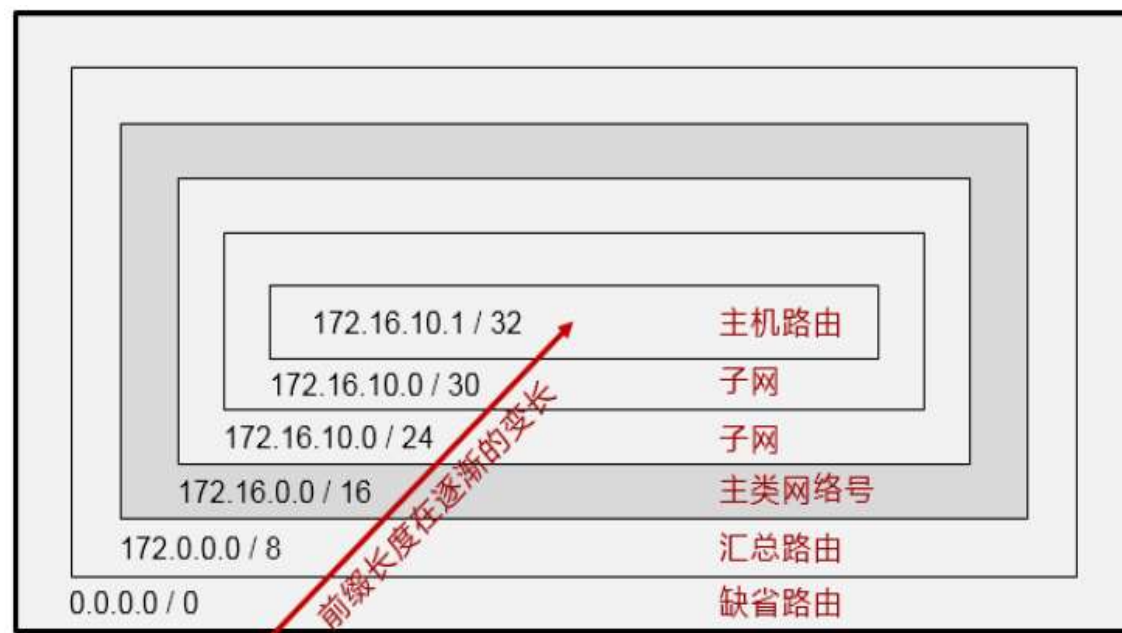 172.16.10.1 / 32 主机路由
172.16.10.0 / 30 子网
172.16.10.0 / 24 子网
172.16.0.0 / 16 主类网络号
172.0.0.0 / 8 汇总路由
0.0.0.0 / 0 缺省路由
前缀长度在逐渐的变长